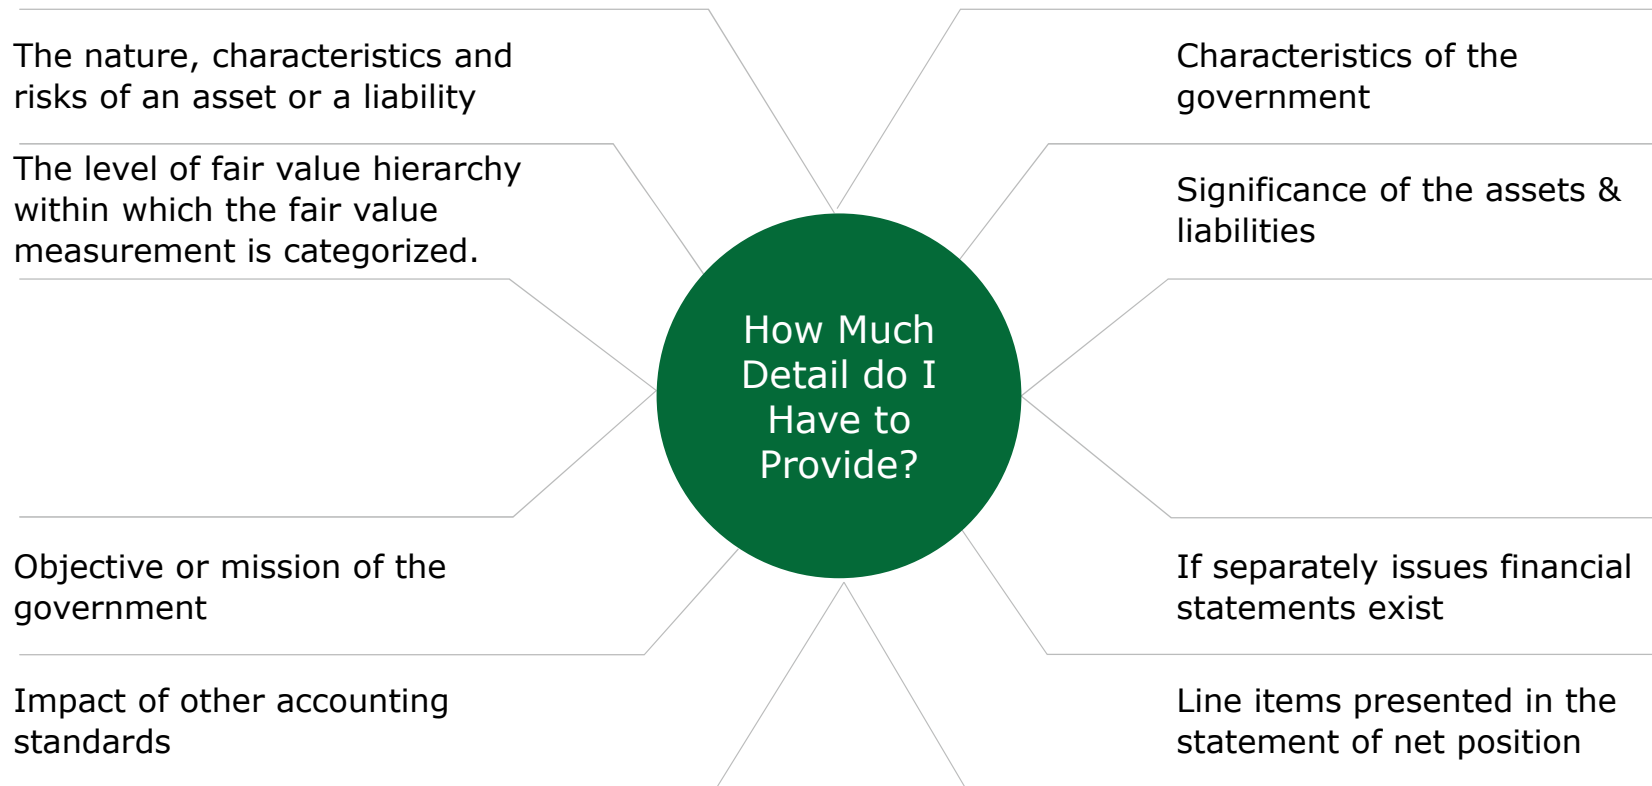 The nature, characteristics and
risks of an asset or a liability
The level of fair value hierarchy
within which the fair value
measurement is categorized.
Objective or mission of the
government
Impact of other accounting
standards
How Much
Detail do I
Have to
Provide?
Characteristics of the
government
Significance of the assets &
liabilities
If separately issues financial
statements exist
Line items presented in the
statement of net position